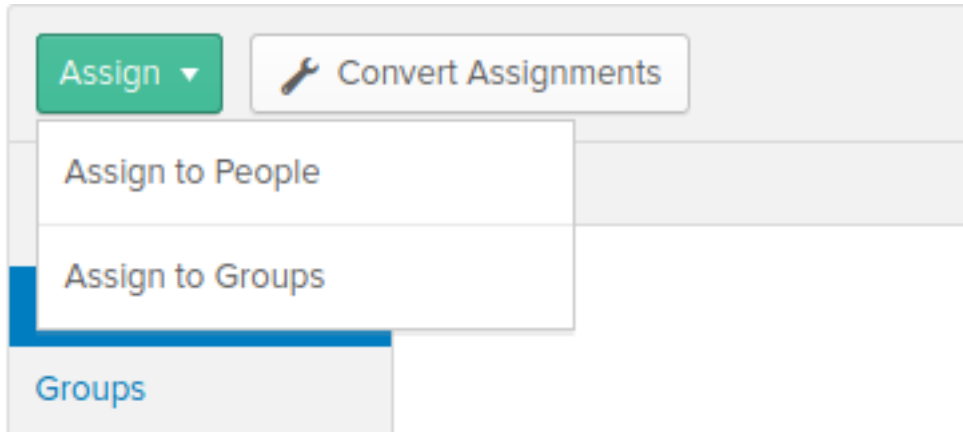 Assign
Convert Assignments
Assign to People
Assign to Groups
Groups